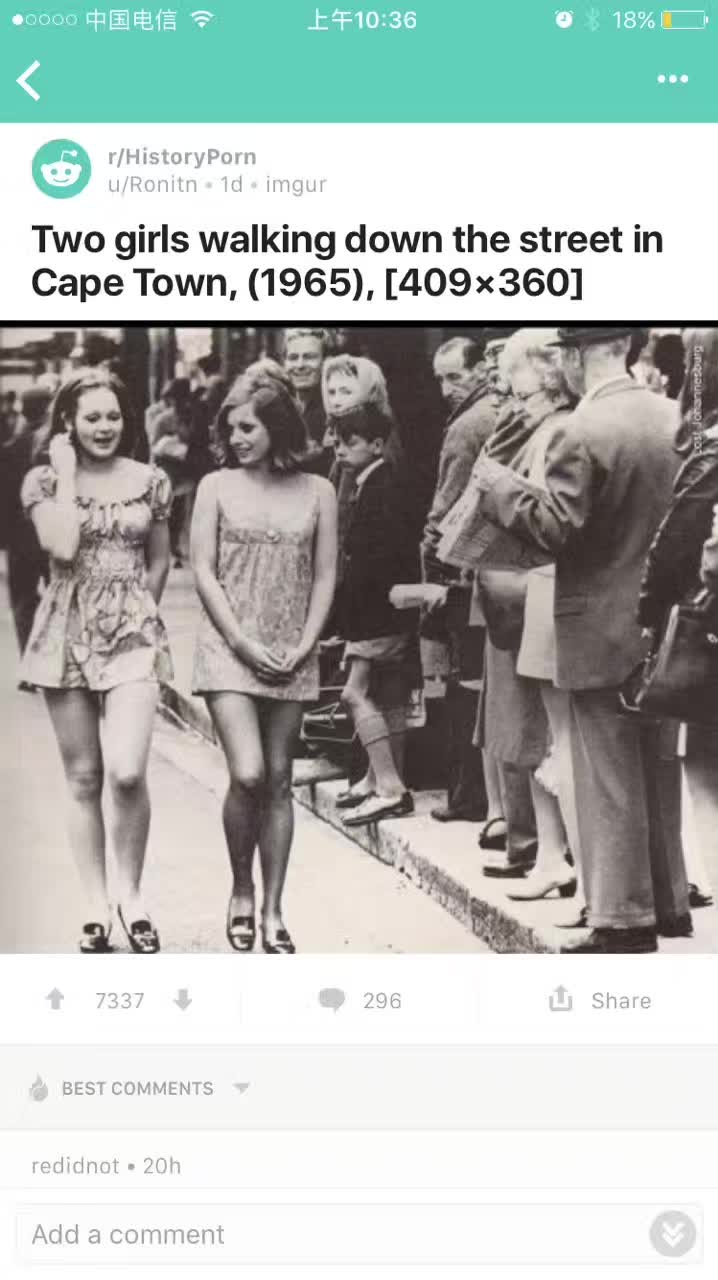 中国电信
上午10:36
18%
r/HistoryPorn
u/Ronitn • 1d • imgur
Two girls walking down the street in
Cape Town, (1965), [409×360]
Johannesburg
7337
296
Share
BEST COMMENTS
redidnot • 20h
Add a comment